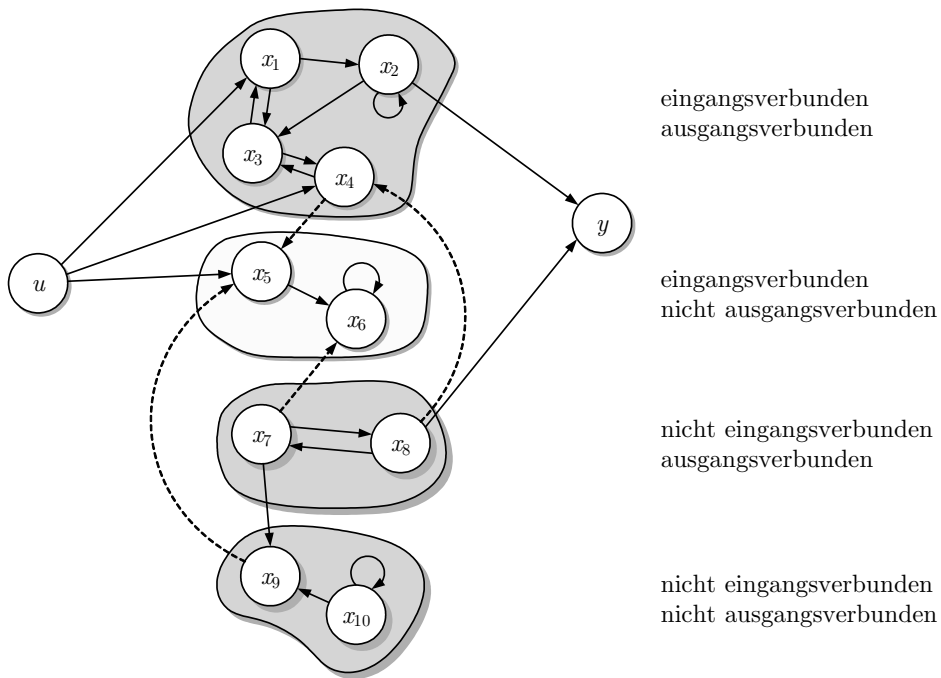 x1
x2
x3
x4
eingangsverbunden
ausgangsverbunden
y
u
x5
x6
eingangsverbunden
nicht ausgangsverbunden
x7
x8
nicht eingangsverbunden
ausgangsverbunden
x9
x10
nicht eingangsverbunden
nicht ausgangsverbunden